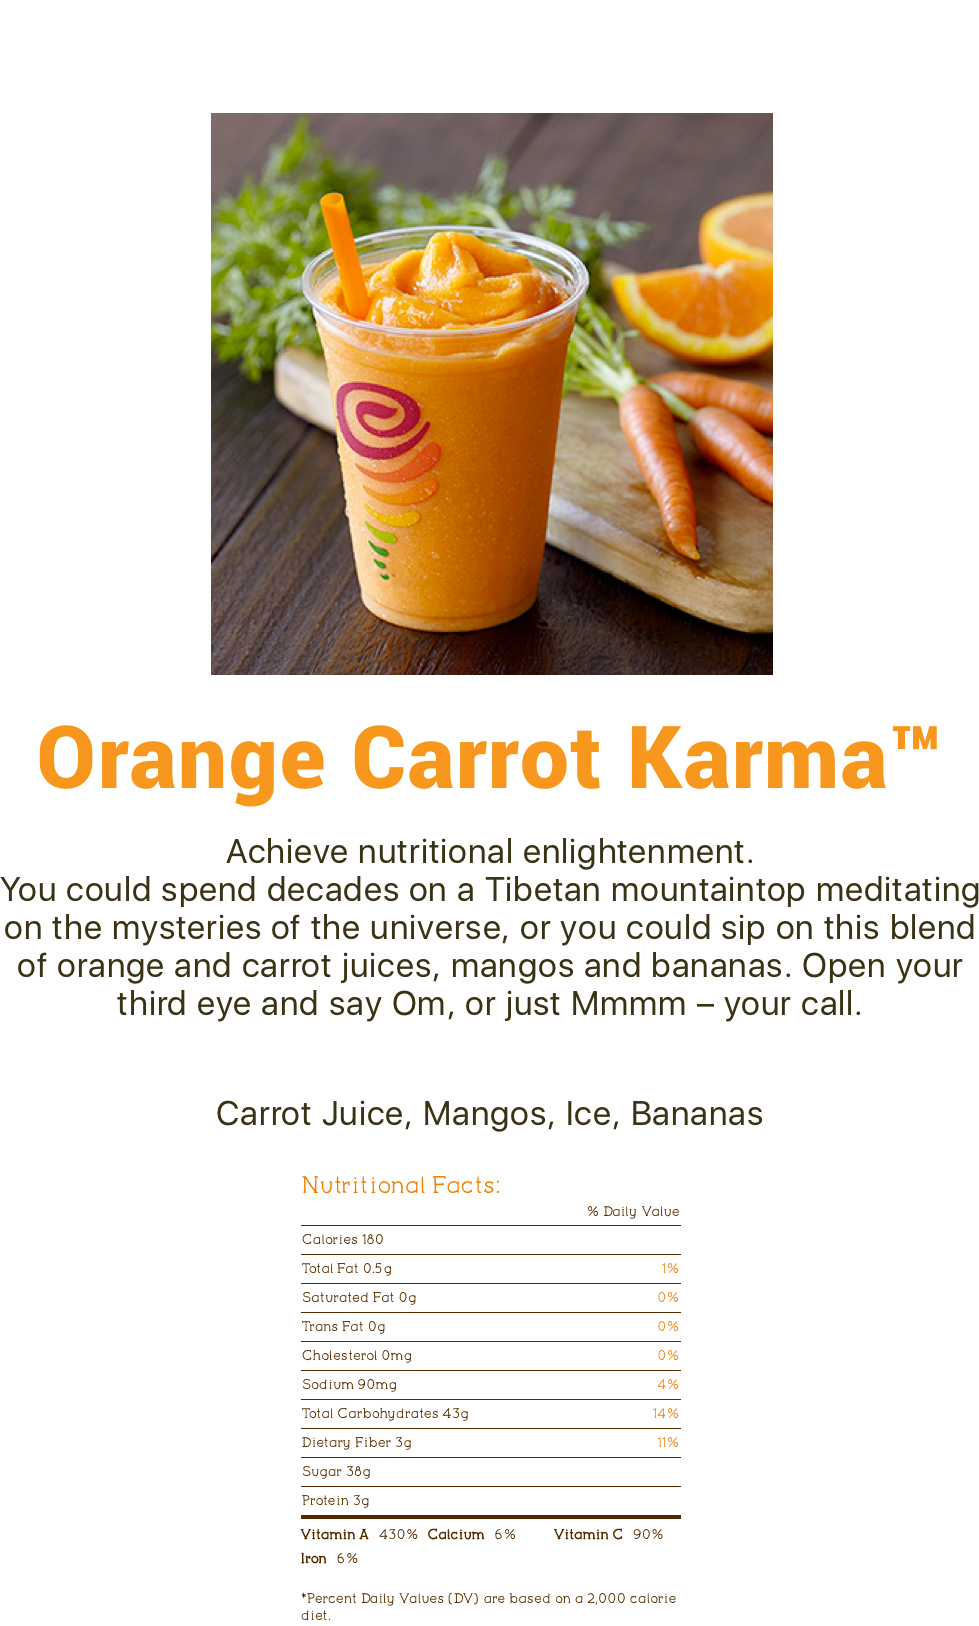 Orange Carrot Karma™
Achieve nutritional enlightenment.
You could spend decades on a Tibetan mountaintop meditating
on the mysteries of the universe, or you could sip on this blend
of orange and carrot juices, mangos and bananas. Open your
third eye and say Om, or just Mmmm – your call.
Carrot Juice, Mangos, Ice, Bananas
Nutritional Facts:
% Daily Value
Calories 180
Total Fat 0.5g 1%
Saturated Fat 0g 0%
Trans Fat 0g 0%
Cholesterol 0mg 0%
Sodium 90mg 4%
Total Carbohydrates 43g 14%
Dietary Fiber 3g 11%
Sugar 38g
Protein 3g
Vitamin A 430% Calcium 6% Vitamin C 90%
Iron 6%
*Percent Daily Values (DV) are based on a 2,000 calorie
diet.